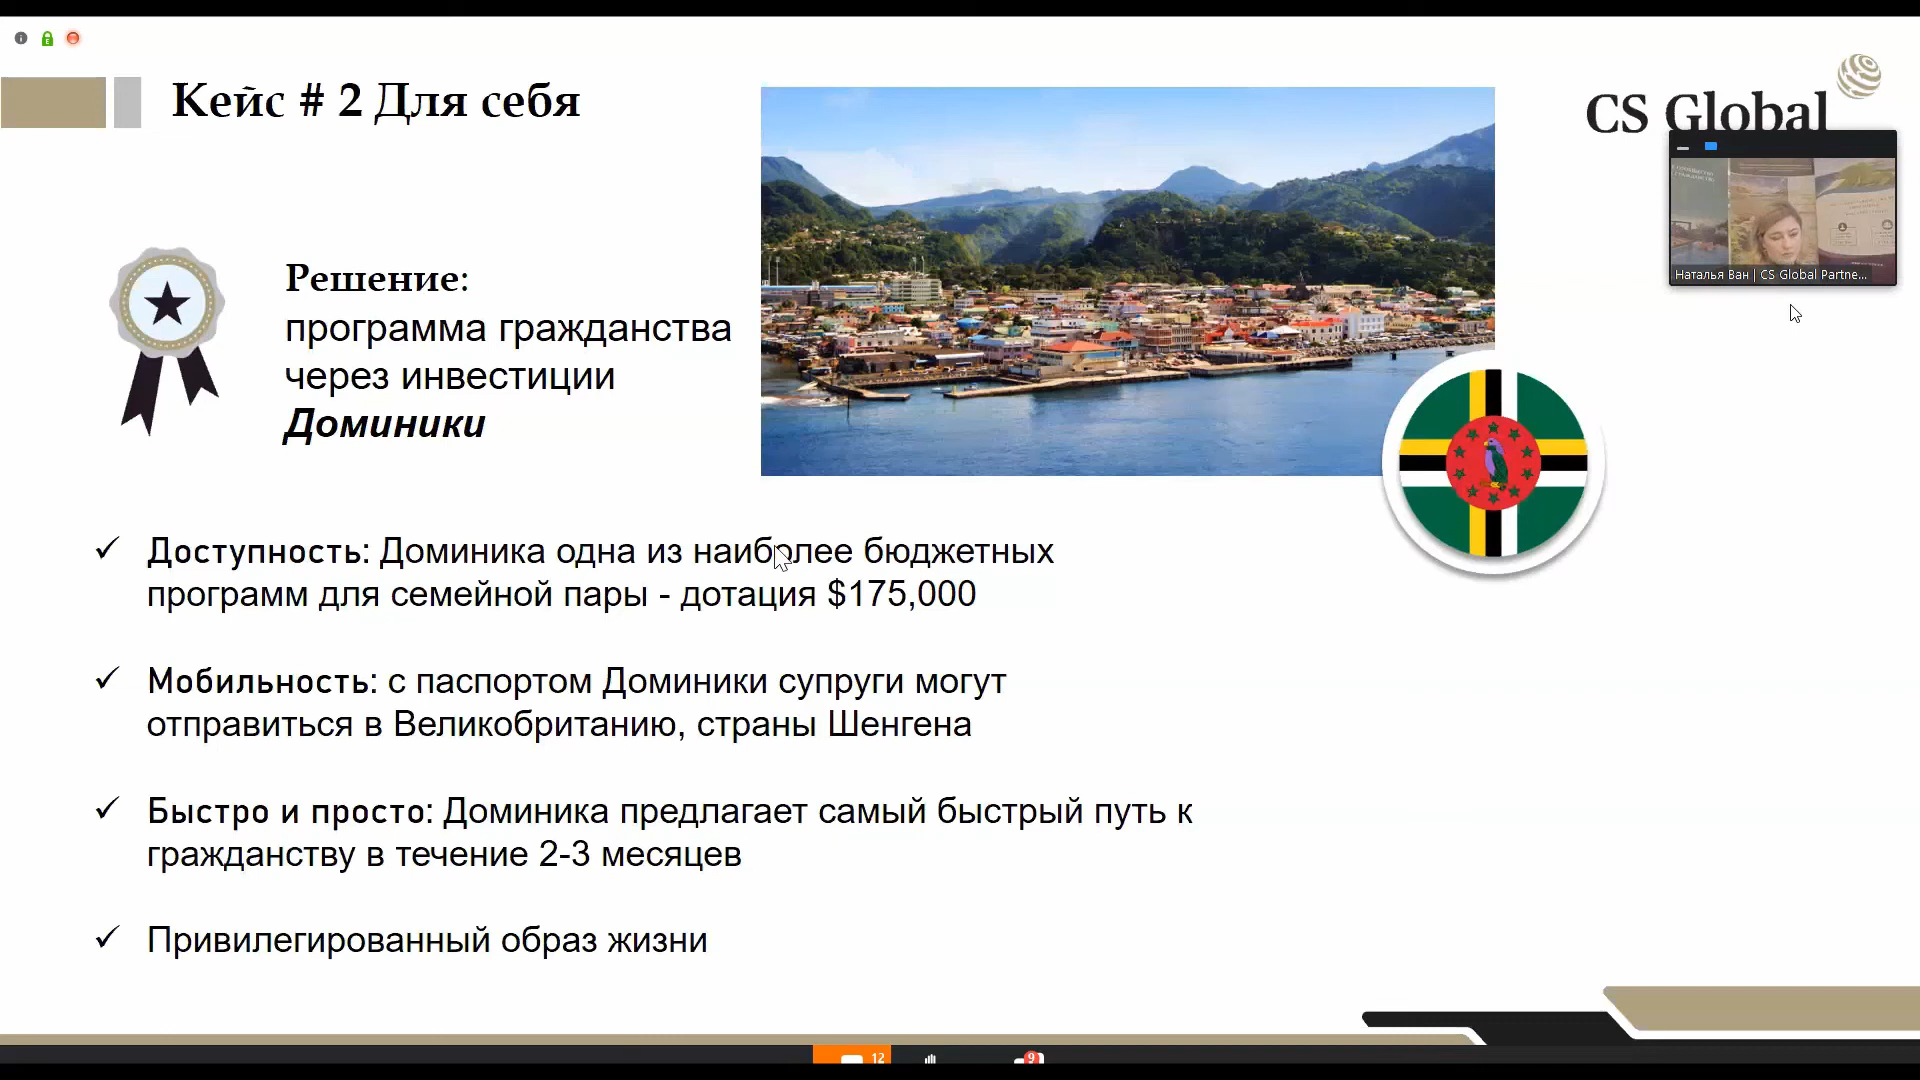 Кейс # 2 Для себя
CS Global
Наталья Ван | CS Global Partne...
Решение:
программа гражданства
через инвестиции
Доминики
✓ Доступность: Доминика одна из наиболее бюджетных
программ для семейной пары - дотация $175,000
✓ Мобильность: с паспортом Доминики супруги могут
отправиться в Великобританию, страны Шенгена
✓ Быстро и просто: Доминика предлагает самый быстрый путь к
гражданству в течение 2-3 месяцев
✓ Привилегированный образ жизни
12
9